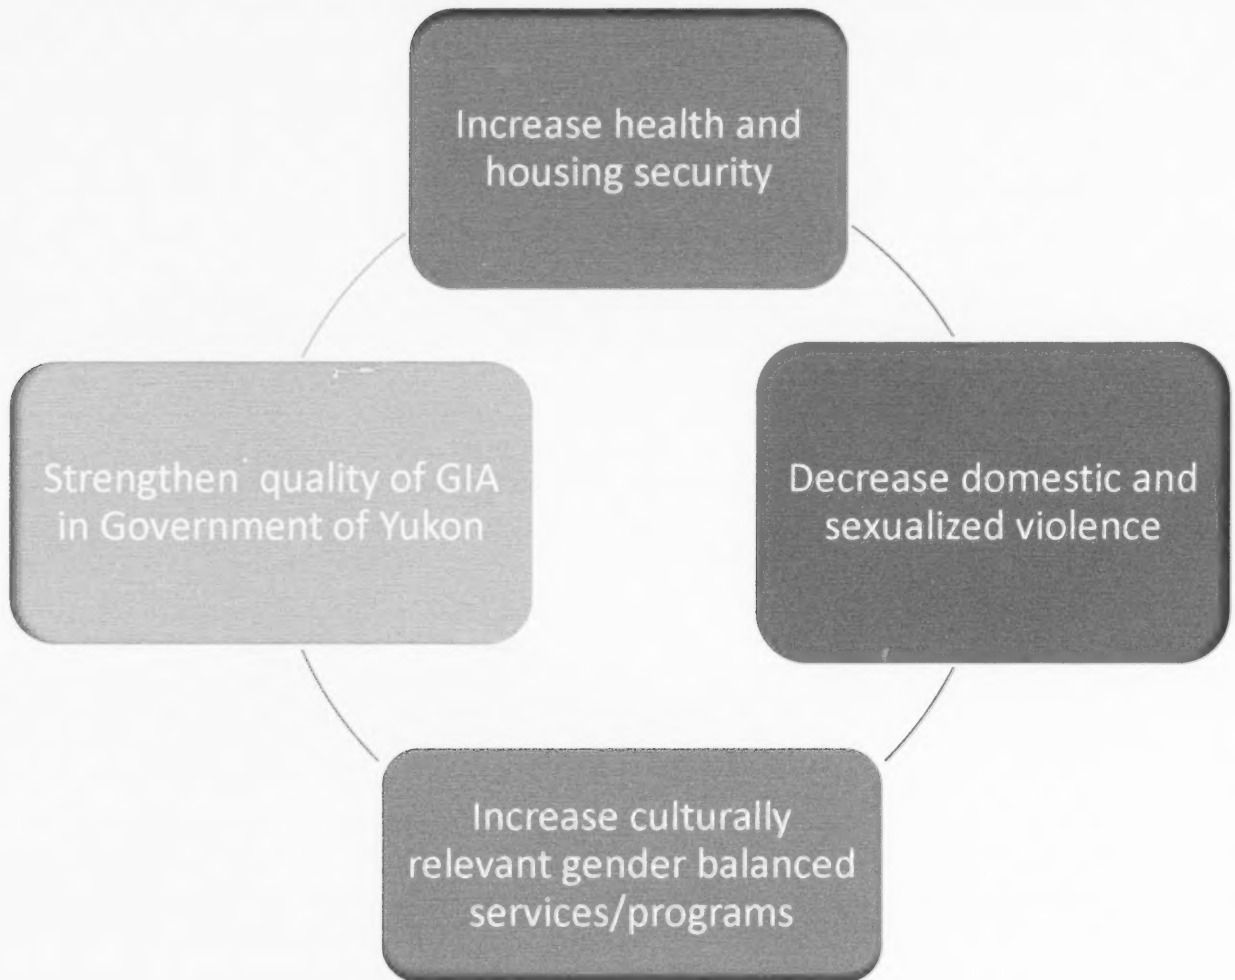 Increase health and
housing security
Decrease domestic and
sexualized violence
Increase culturally
relevant gender balanced
services/programs
Strengthen quality of GIA
in Government of Yukon